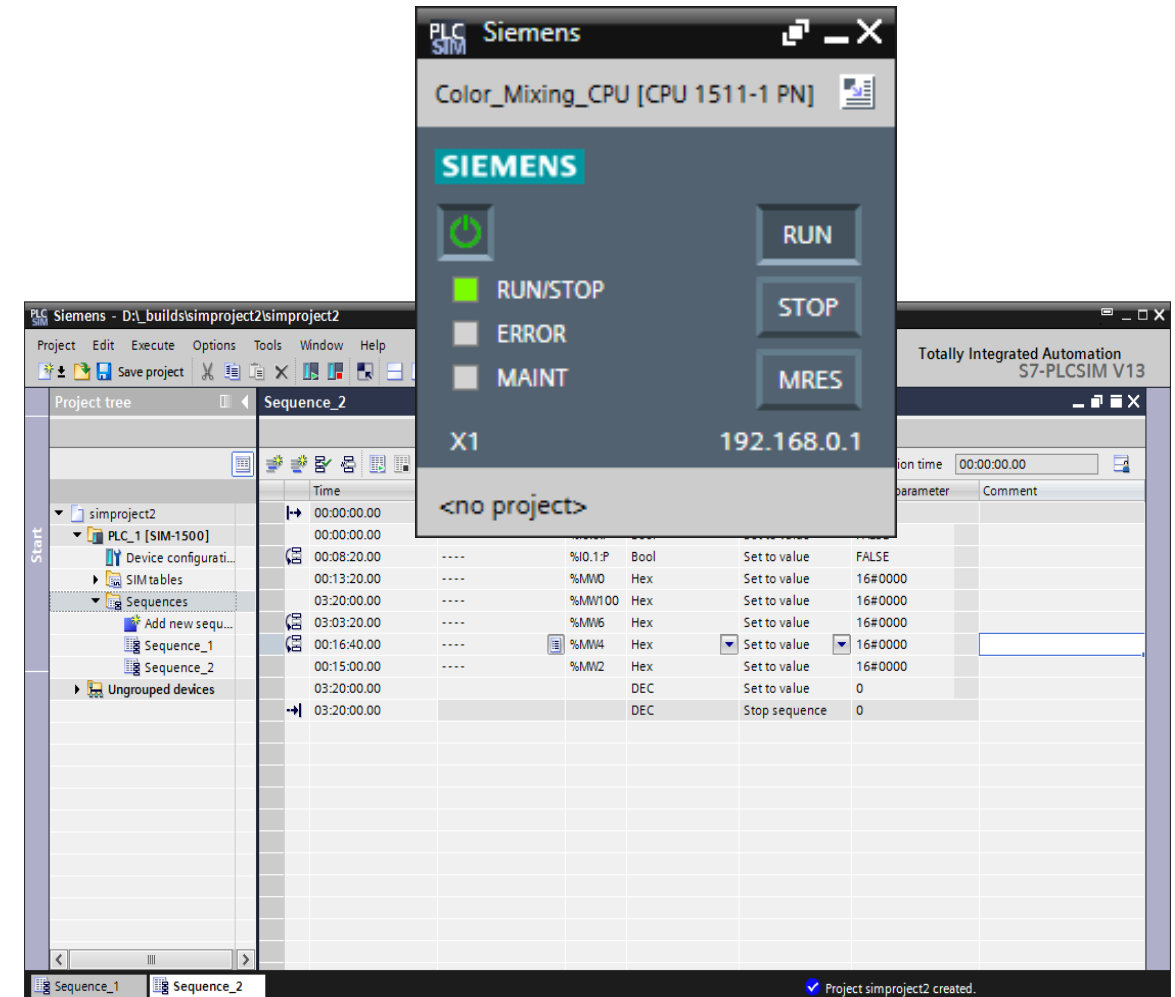 PLC SIM Siemens
Color_Mixing_CPU [CPU 1511-1 PN]
SIEMENS
RUN
RUN/STOP
STOP
ERROR
MAINT
MRES
X1 192.168.0.1
<no project>
PLC SIM Siemens - D:\_builds\simproject2\simproject2
Project Edit Execute Options Tools Window Help
Save project
Totally Integrated Automation
S7-PLCSIM V13
Project tree
Sequence_2
ion time 00:00:00.00
Time parameter Comment
Start
simproject2
PLC_1 [SIM-1500]
Device configurati...
SIM tables
Sequences
Add new sequ...
Sequence_1
Sequence_2
Ungrouped devices
00:00:00.00
00:00:00.00
00:08:20.00 ---- %I0.1:P Bool Set to value FALSE
00:13:20.00 ---- %MW0 Hex Set to value 16#0000
03:20:00.00 ---- %MW100 Hex Set to value 16#0000
03:03:20.00 ---- %MW6 Hex Set to value 16#0000
00:16:40.00 ---- %MW4 Hex Set to value 16#0000
00:15:00.00 ---- %MW2 Hex Set to value 16#0000
03:20:00.00 DEC Set to value 0
03:20:00.00 DEC Stop sequence 0
Sequence_1 Sequence_2
Project simproject2 created.